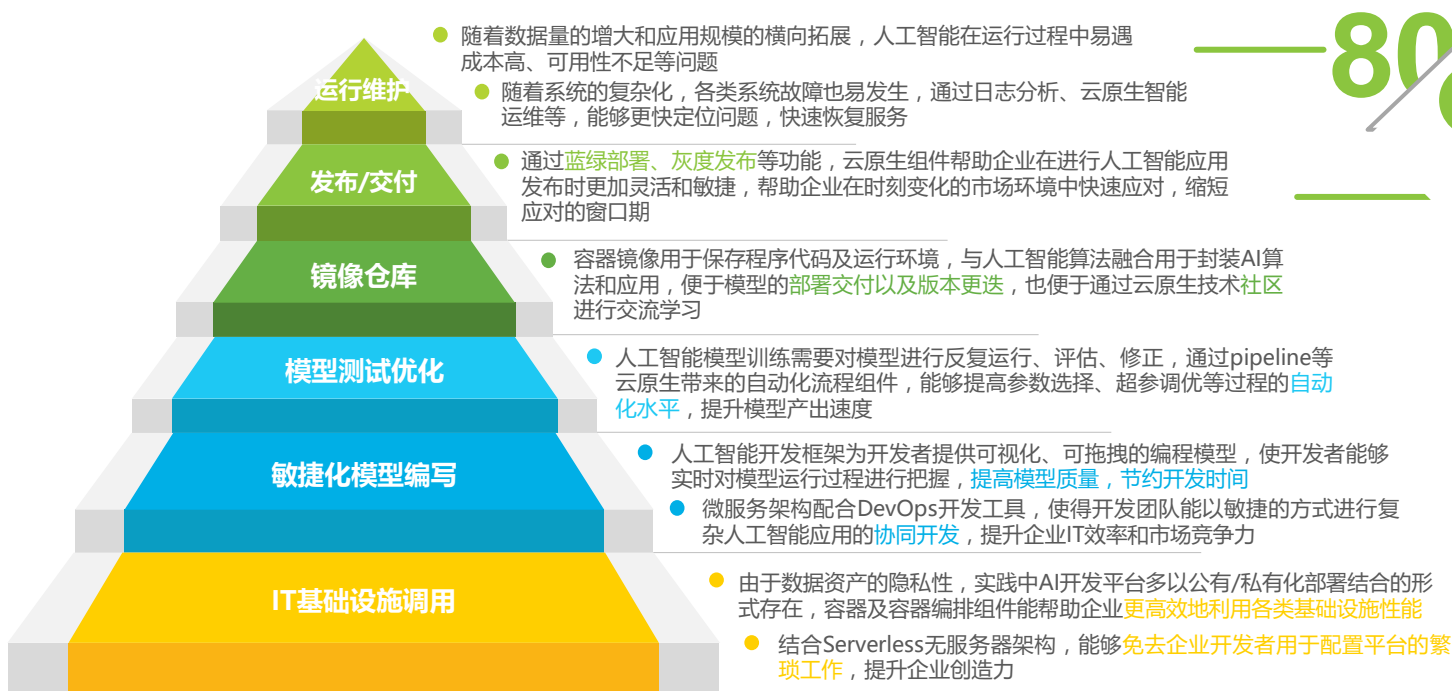 随着数据量的增大和应用规模的横向拓展，人工智能在运行过程中易遇
成本高、可用性不足等问题
80%
运行维护
随着系统的复杂化，各类系统故障也易发生，通过日志分析、云原生智能
运维等，能够更快定位问题，快速恢复服务
发布/交付
通过蓝绿部署、灰度发布等功能，云原生组件帮助企业在进行人工智能应用
发布时更加灵活和敏捷，帮助企业在时刻变化的市场环境中快速应对，缩短
应对的窗口期
镜像仓库
容器镜像用于保存程序代码及运行环境，与人工智能算法融合用于封装AI算
法和应用，便于模型的部署交付以及版本更迭，也便于通过云原生技术社区
进行交流学习
模型测试优化
人工智能模型训练需要对模型进行反复运行、评估、修正，通过pipeline等
云原生带来的自动化流程组件，能够提高参数选择、超参调优等过程的自动
化水平，提升模型产出速度
敏捷化模型编写
人工智能开发框架为开发者提供可视化、可拖拽的编程模型，使开发者能够
实时对模型运行过程进行把握，提高模型质量，节约开发时间
微服务架构配合DevOps开发工具，使得开发团队能以敏捷的方式进行复
杂人工智能应用的协同开发，提升企业IT效率和市场竞争力
IT基础设施调用
由于数据资产的隐私性，实践中AI开发平台多以公有/私有化部署结合的形
式存在，容器及容器编排组件能帮助企业更高效地利用各类基础设施性能
结合Serverless无服务器架构，能够免去企业开发者用于配置平台的繁
琐工作，提升企业创造力